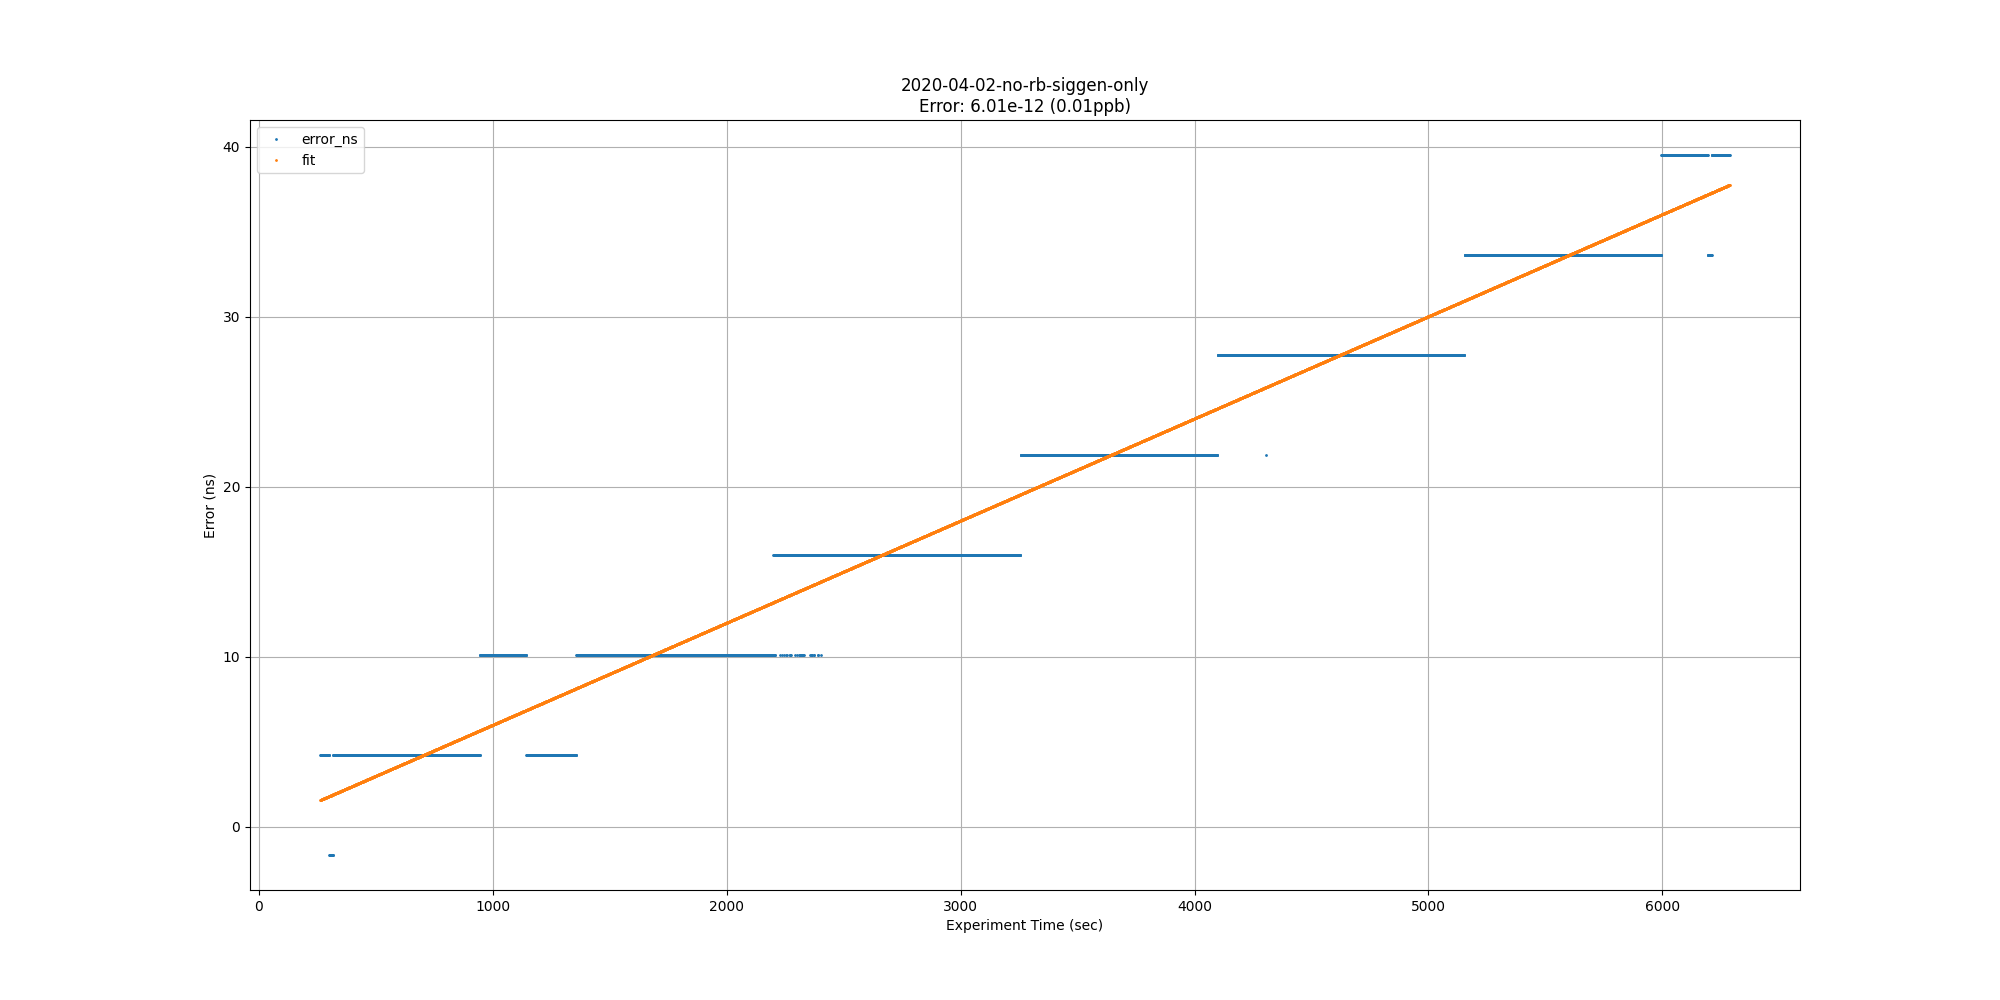 2020-04-02-no-rb-siggen-only
Error: 6.01e-12 (0.01ppb)
error_ns
fit
40
30
20
10
0
Error (ns)
0 1000 2000 3000 4000 5000 6000
Experiment Time (sec)